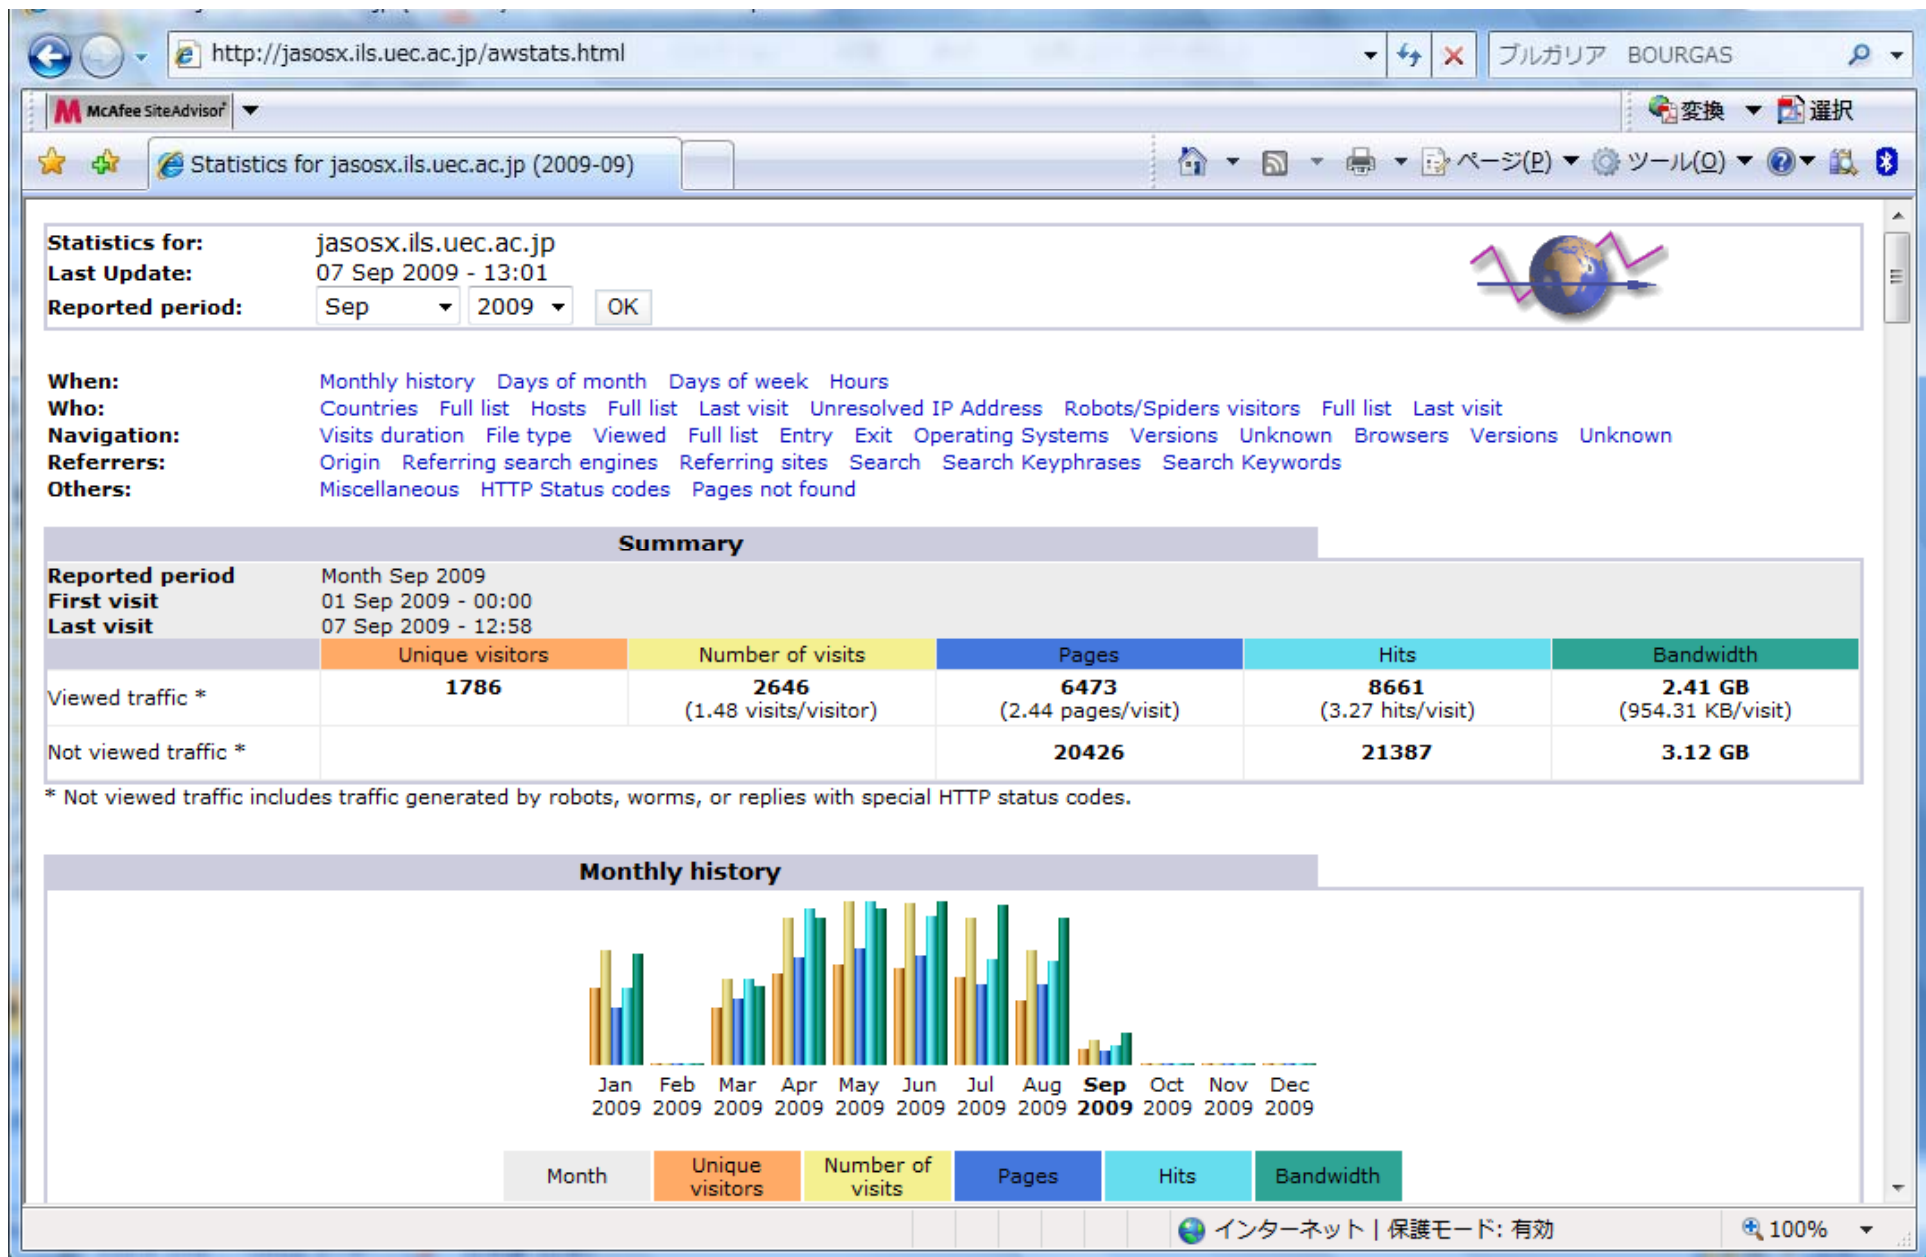 http://jasosx.ils.uec.ac.jp/awstats.html
ブルガリア BOURGAS
McAfee SiteAdvisor
変換 選択
Statistics for jasosx.ils.uec.ac.jp (2009-09)
ページ(P) ツール(O)
Statistics for: jasosx.ils.uec.ac.jp
Last Update: 07 Sep 2009 - 13:01
Reported period: Sep 2009 OK
When: Monthly history Days of month Days of week Hours
Who: Countries Full list Hosts Full list Last visit Unresolved IP Address Robots/Spiders visitors Full list Last visit
Navigation: Visits duration File type Viewed Full list Entry Exit Operating Systems Versions Unknown Browsers Versions Unknown
Referrers: Origin Referring search engines Referring sites Search Search Keyphrases Search Keywords
Others: Miscellaneous HTTP Status codes Pages not found
Summary
Reported period Month Sep 2009
First visit 01 Sep 2009 - 00:00
Last visit 07 Sep 2009 - 12:58
Unique visitors Number of visits Pages Hits Bandwidth
Viewed traffic * 1786 2646 6473 8661 2.41 GB
(1.48 visits/visitor) (2.44 pages/visit) (3.27 hits/visit) (954.31 KB/visit)
Not viewed traffic * 20426 21387 3.12 GB
* Not viewed traffic includes traffic generated by robots, worms, or replies with special HTTP status codes.
Monthly history
Jan Feb Mar Apr May Jun Jul Aug Sep Oct Nov Dec
2009 2009 2009 2009 2009 2009 2009 2009 2009 2009 2009 2009
Month Unique visitors Number of visits Pages Hits Bandwidth
インターネット | 保護モード: 有効 100%